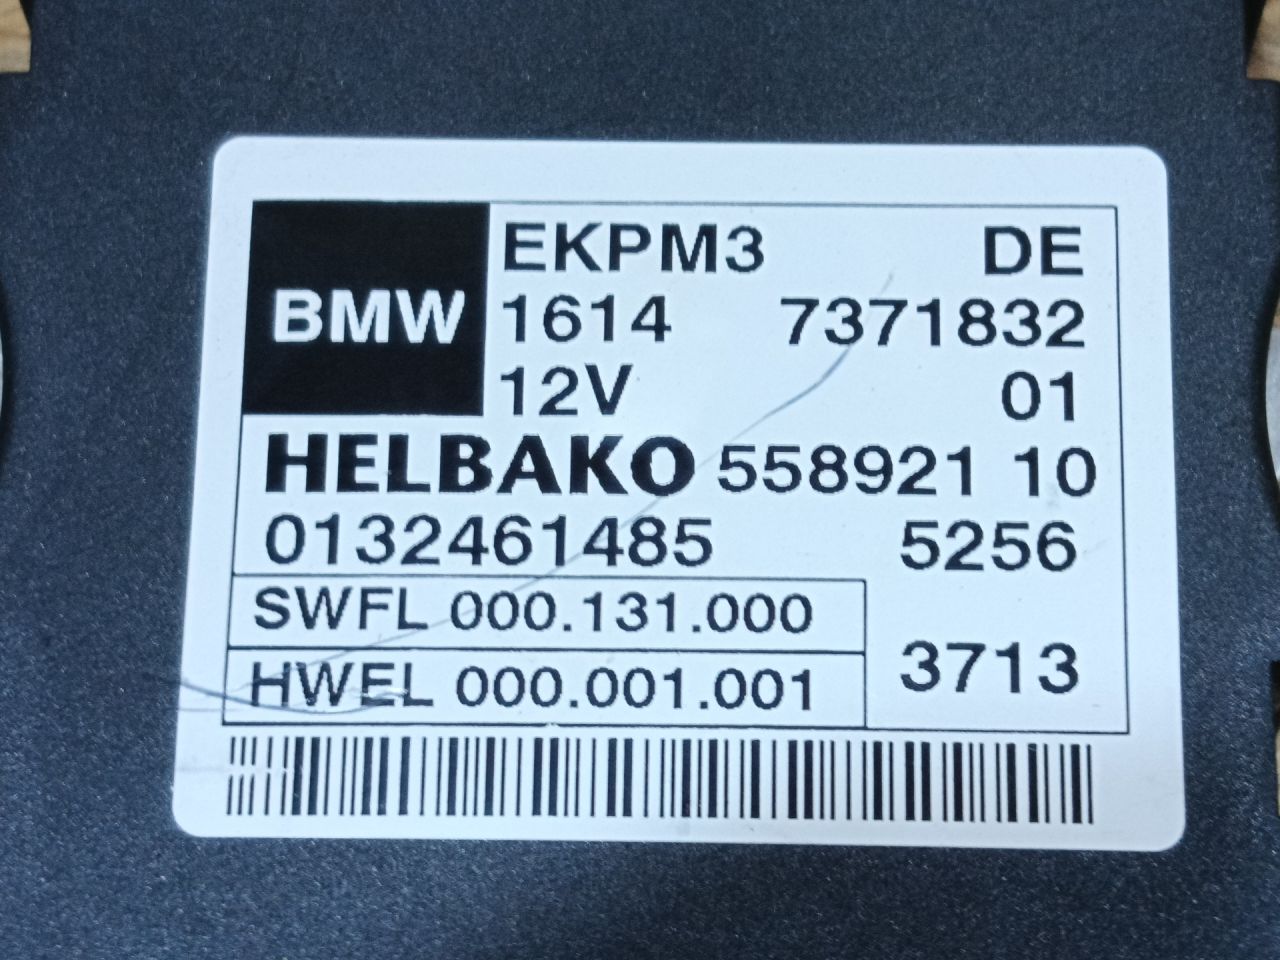 BMW
EKPM3 DE
1614 7371832
12V 01
HELBAKO 558921 10
0132461485 5256
SWFL 000.131.000
HWEL 000.001.001
3713